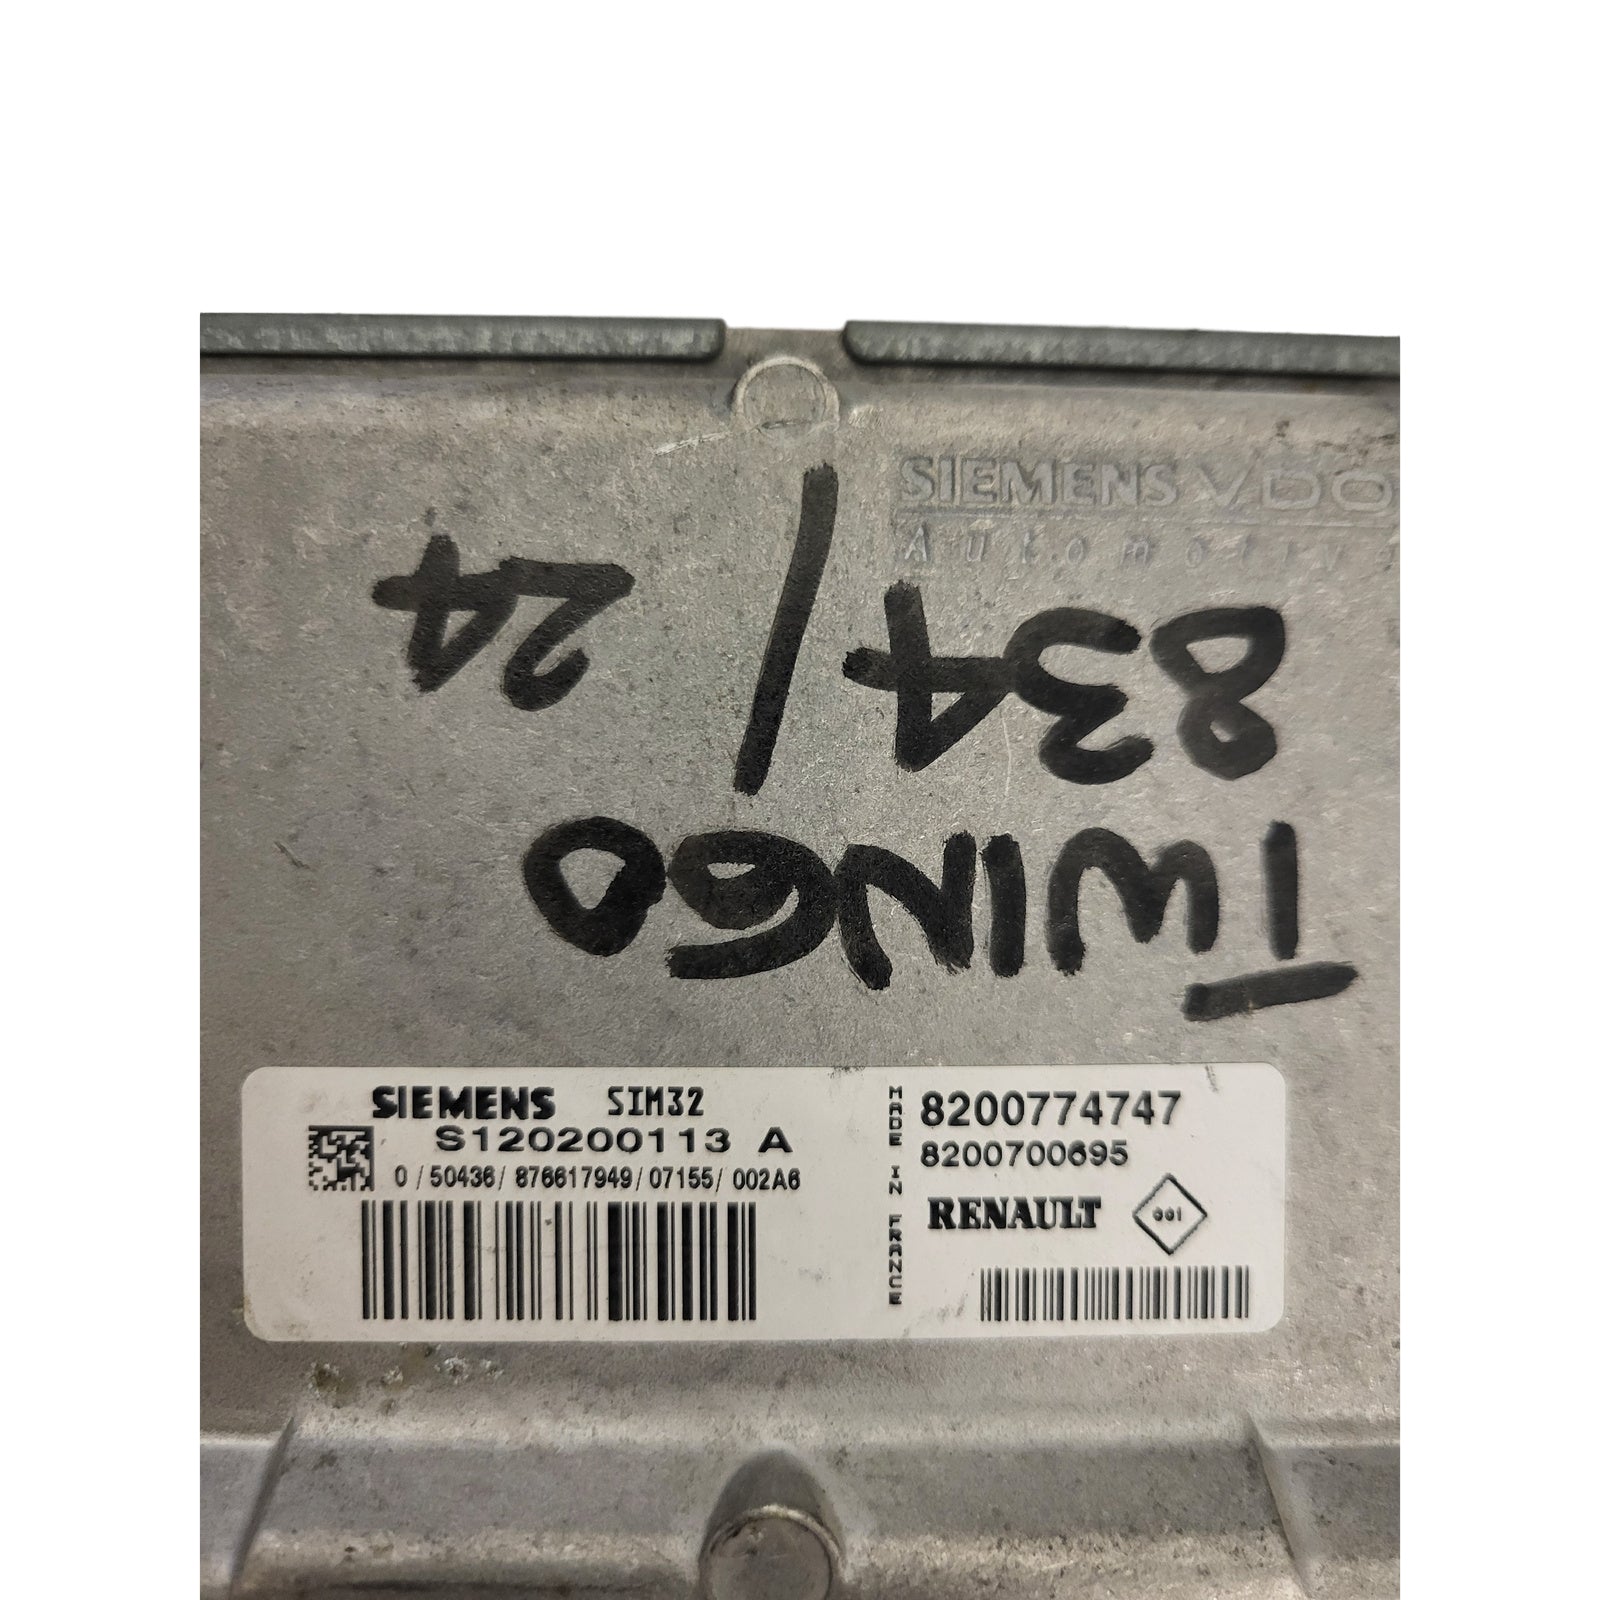 SIEMENS VDO
Automotive
TWINGO
834 / 24
SIEMENS SIM32
S120200113 A
0 / 50436 / 876617949 / 07155 / 002A6
MADE IN FRANCE
8200774747
8200700695
RENAULT 001